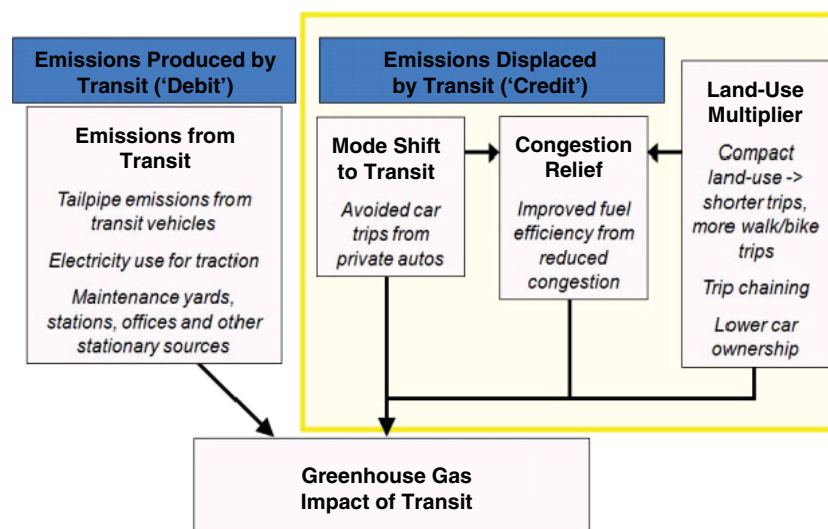 Emissions Produced by
Transit (‘Debit’)
Emissions from
Transit
Tailpipe emissions from
transit vehicles
Electricity use for traction
Maintenance yards,
stations, offices and other
stationary sources
Emissions Displaced
by Transit (‘Credit’)
Mode Shift
to Transit
Avoided car
trips from
private autos
Congestion
Relief
Improved fuel
efficiency from
reduced
congestion
Land-Use
Multiplier
Compact
land-use ->
shorter trips,
more walk/bike
trips
Trip chaining
Lower car
ownership
Greenhouse Gas
Impact of Transit